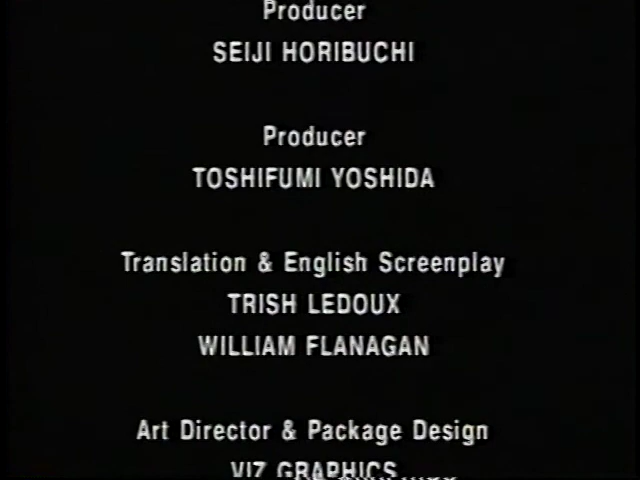 Producer
SEIJI HORIBUCHI
Producer
TOSHIFUMI YOSHIDA
Translation & English Screenplay
TRISH LEDOUX
WILLIAM FLANAGAN
Art Director & Package Design
VIZ GRAPHICS